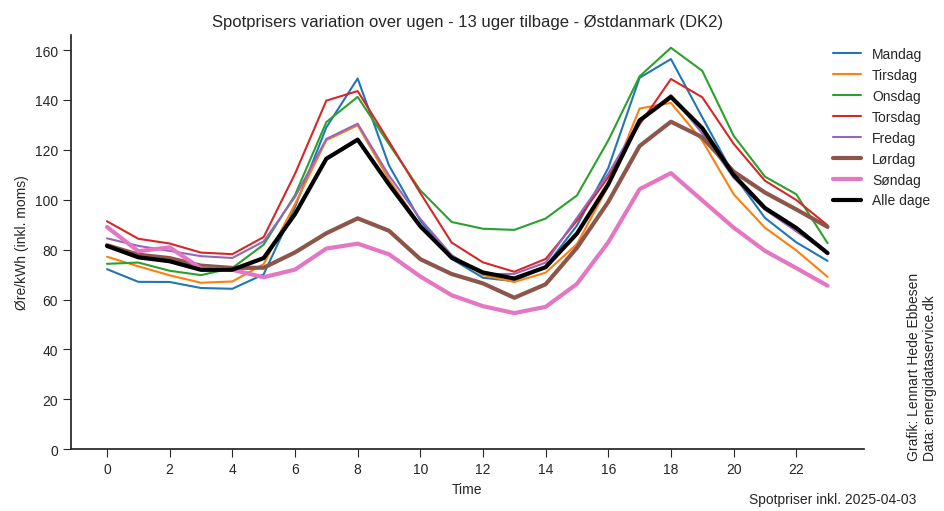 Spotprisers variation over ugen - 13 uger tilbage - Østdanmark (DK2)
Øre/kWh (inkl. moms)
160
140
120
100
80
60
40
20
0
0 2 4 6 8 10 12 14 16 18 20 22
Time
Mandag
Tirsdag
Onsdag
Torsdag
Fredag
Lørdag
Søndag
Alle dage
Grafik: Lennart Hede Ebbesen
Data: energidataservice.dk
Spotpriser inkl. 2025-04-03